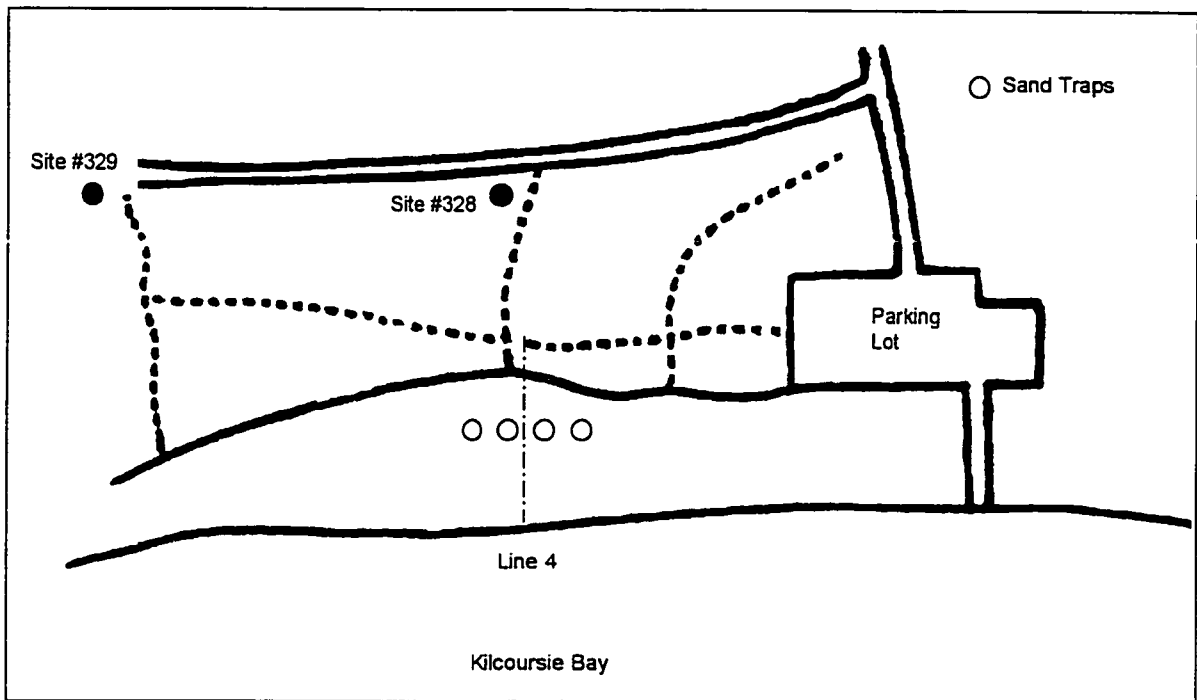 Sand Traps
Site #329
Site #328
Parking
Lot
Line 4
Kilcoursie Bay